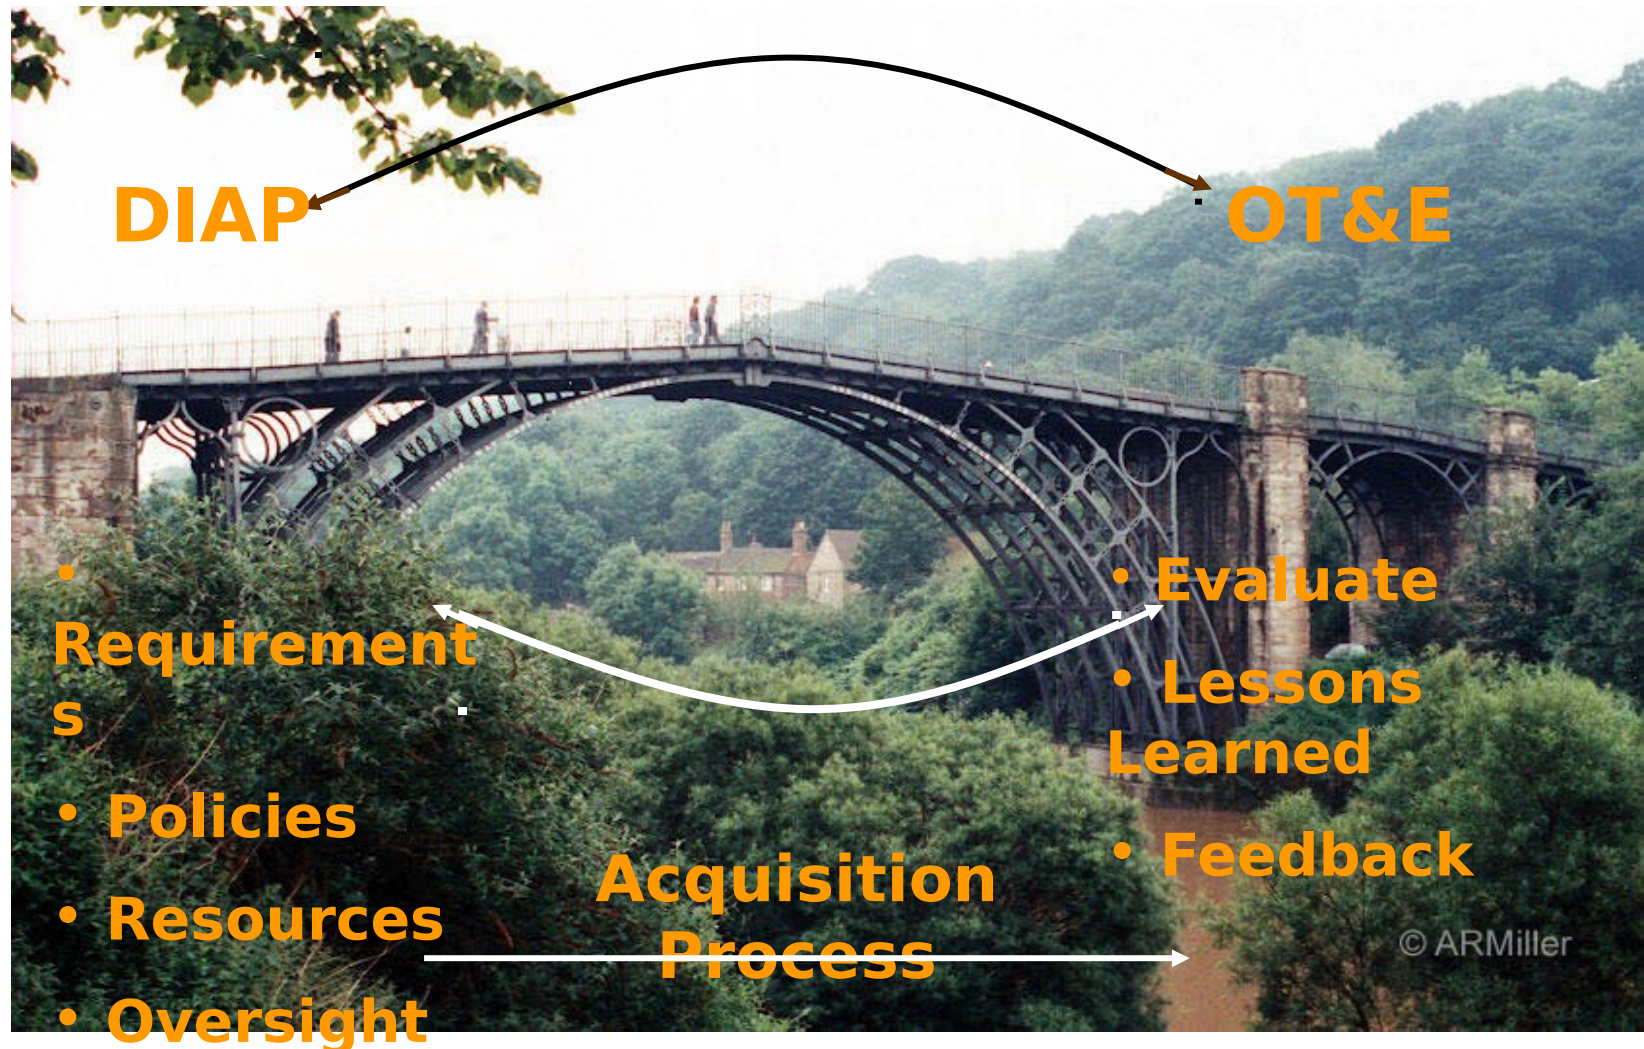 DIAP
OT&E
•
Requirement
s
• Policies
• Resources
• Oversight
• Evaluate
• Lessons
Learned
• Feedback
Acquisition
Process
© ARMiller